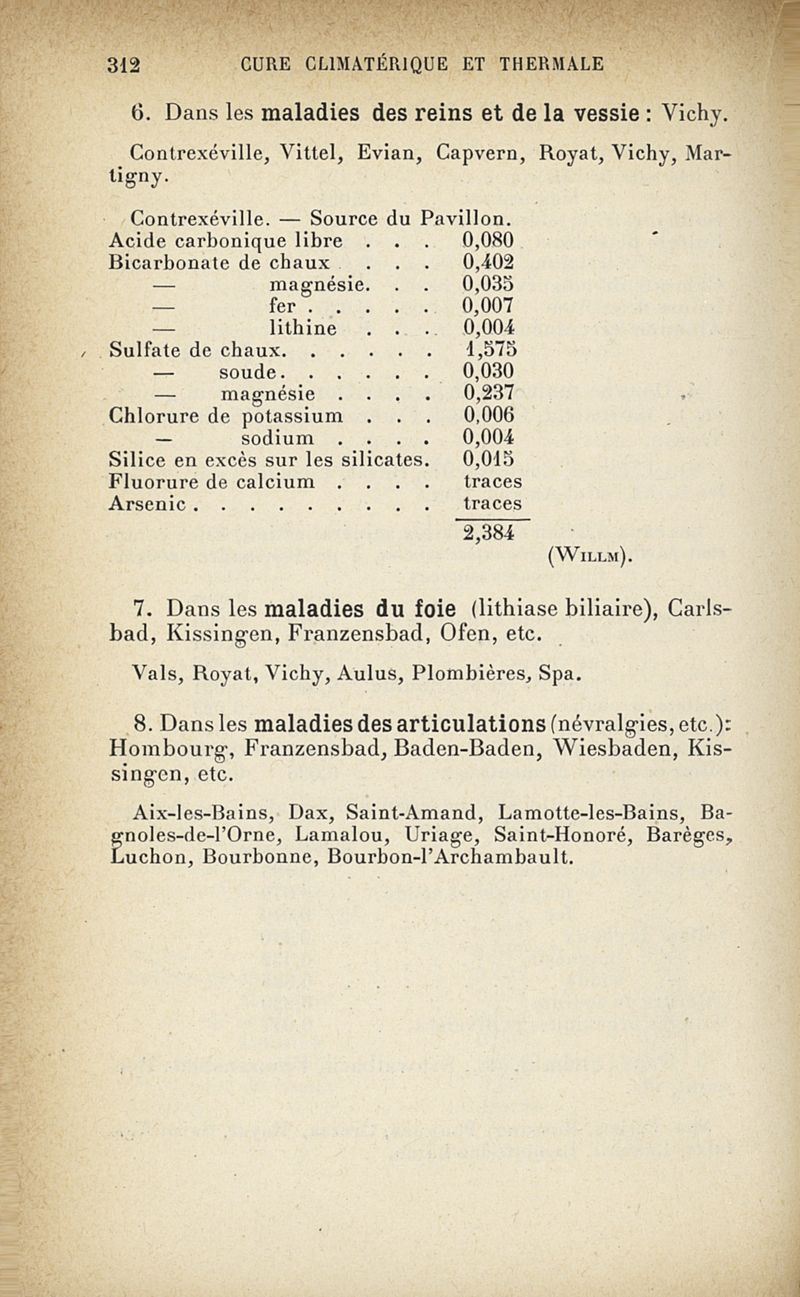 312 CURE CLIMATÉRIQUE ET THERMALE
6. Dans les maladies des reins et de la vessie : Vichy.
Contrexéville, Vittel, Evian, Capvern, Royat, Vichy, Mar-
tigny.
Contrexéville. — Source du Pavillon.
Acide carbonique libre . . . 0,080
Bicarbonate de chaux . . . 0,402
— magnésie. . . 0,035
— fer . . . . . 0,007
— lithine . . . 0,004
Sulfate de chaux. . . . . . 1,575
— soude. . . . . . 0,030
— magnésie . . . . 0,237
Chlorure de potassium . . . 0,006
— sodium . . . . 0,004
Silice en excès sur les silicates. 0,015
Fluorure de calcium . . . . traces
Arsenic . . . . . . . . . traces
2,384
(WILLM).
7. Dans les maladies du foie (lithiase biliaire), Carls-
bad, Kissingen, Franzensbad, Ofen, etc.
Vals, Royat, Vichy, Aulus, Plombières, Spa.
8. Dans les maladies des articulations (névralgies, etc.):
Hombourg, Franzensbad, Baden-Baden, Wiesbaden, Kis-
singen, etc.
Aix-les-Bains, Dax, Saint-Amand, Lamotte-les-Bains, Ba-
gnoles-de-l'Orne, Lamalou, Uriage, Saint-Honoré, Barèges,
Luchon, Bourbonne, Bourbon-l'Archambault.